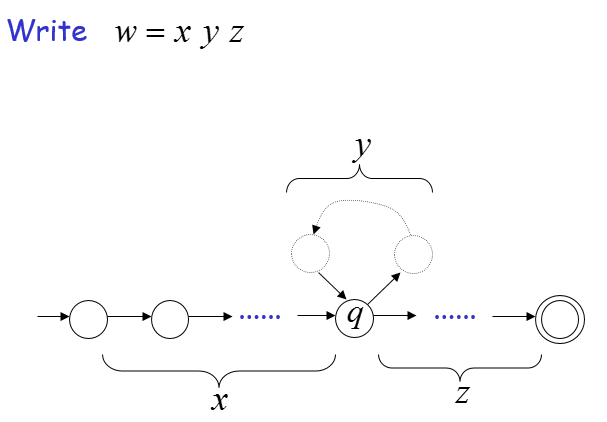 Write w = x y z
y
...... q ......
x z